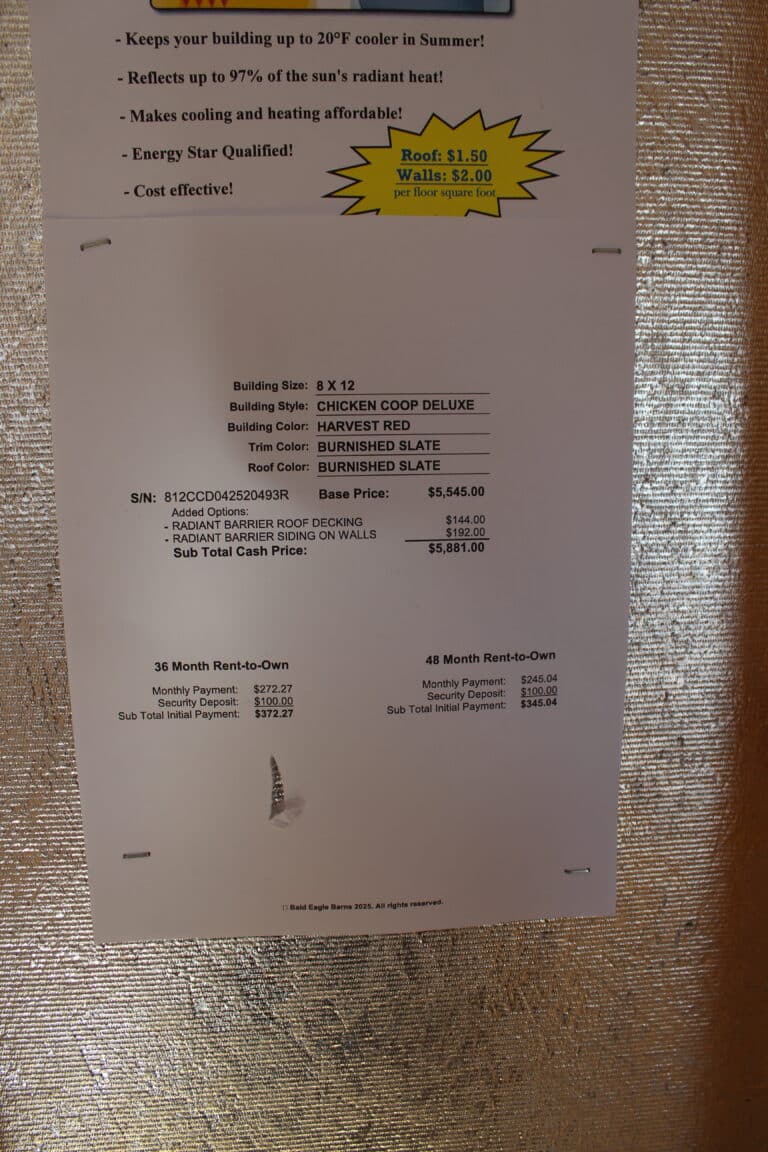 - Keeps your building up to 20°F cooler in Summer!
- Reflects up to 97% of the sun's radiant heat!
- Makes cooling and heating affordable!
- Energy Star Qualified!
- Cost effective!
Roof: $1.50
Walls: $2.00
per floor square foot
Building Size: 8 X 12
Building Style: CHICKEN COOP DELUXE
Building Color: HARVEST RED
Trim Color: BURNISHED SLATE
Roof Color: BURNISHED SLATE
S/N: 812CCD042520493R Base Price: $5,545.00
Added Options:
- RADIANT BARRIER ROOF DECKING $144.00
- RADIANT BARRIER SIDING ON WALLS $192.00
Sub Total Cash Price: $5,881.00
36 Month Rent-to-Own
Monthly Payment: $272.27
Security Deposit: $100.00
Sub Total Initial Payment: $372.27
48 Month Rent-to-Own
Monthly Payment: $245.04
Security Deposit: $100.00
Sub Total Initial Payment: $345.04
□ Bald Eagle Barns 2025. All rights reserved.